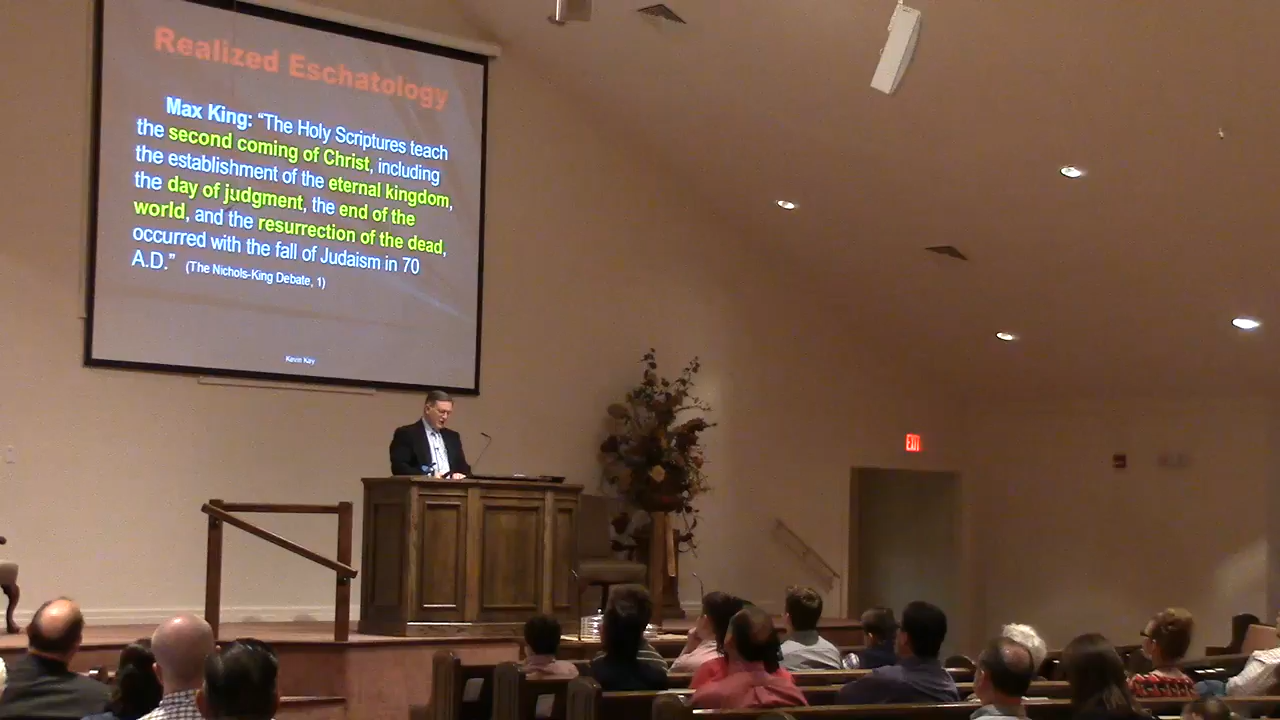 Realized Eschatology
Max King: “The Holy Scriptures teach
the second coming of Christ, including
the establishment of the eternal kingdom,
the day of judgment, the end of the
world, and the resurrection of the dead,
occurred with the fall of Judaism in 70
A.D.” (The Nichols-King Debate, 1)
Kevin Kay
EXIT